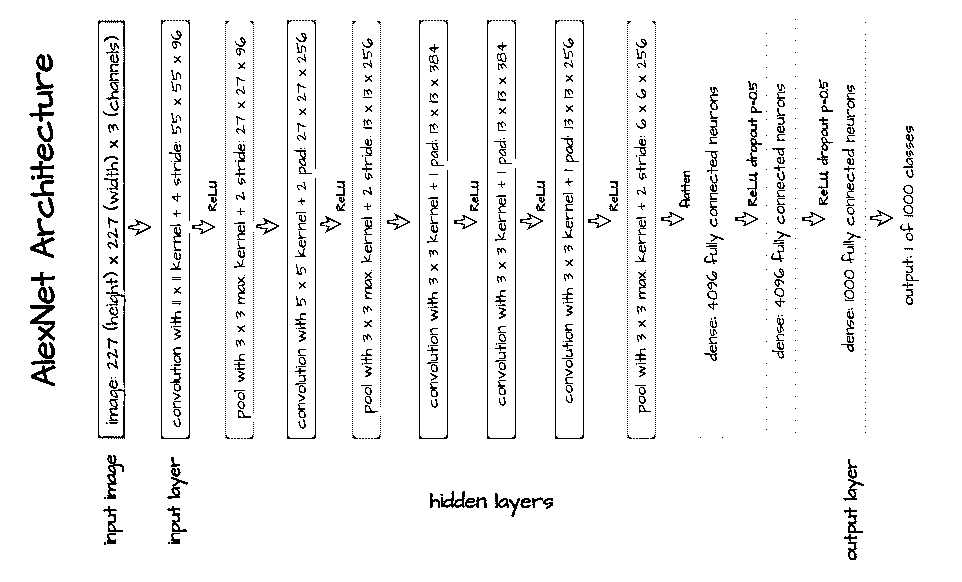 AlexNet Architecture
input image
image: 227 (height) x 227 (width) x 3 (channels)
input layer
convolution with 11 x 11 kernel + 4 stride: 55 x 55 x 96
ReLU
hidden layers
pool with 3 x 3 max. kernel + 2 stride: 27 x 27 x 96
convolution with 5 x 5 kernel + 2 pad: 27 x 27 x 256
ReLU
pool with 3 x 3 max. kernel + 2 stride: 13 x 13 x 256
convolution with 3 x 3 kernel + 1 pad: 13 x 13 x 384
ReLU
convolution with 3 x 3 kernel + 1 pad: 13 x 13 x 384
ReLU
convolution with 3 x 3 kernel + 1 pad: 13 x 13 x 256
ReLU
pool with 3 x 3 max. kernel + 2 stride: 6 x 6 x 256
flatten
dense: 4096 fully connected neurons
ReLU dropout p=0.5
dense: 4096 fully connected neurons
ReLU dropout p=0.5
output layer
dense: 1000 fully connected neurons
output: 1 of 1000 classes